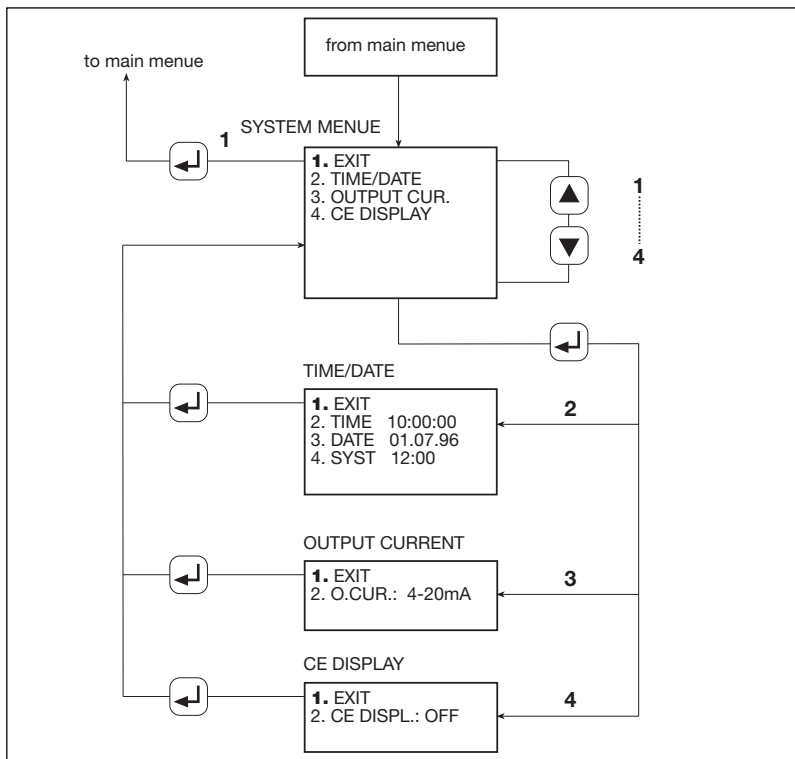 from main menue
to main menue
1
SYSTEM MENUE
1. EXIT
2. TIME/DATE
3. OUTPUT CUR.
4. CE DISPLAY
1
4
TIME/DATE
1. EXIT
2. TIME 10:00:00
3. DATE 01.07.96
4. SYST 12:00
2
OUTPUT CURRENT
1. EXIT
2. O.CUR.: 4-20mA
3
CE DISPLAY
1. EXIT
2. CE DISPL.: OFF
4